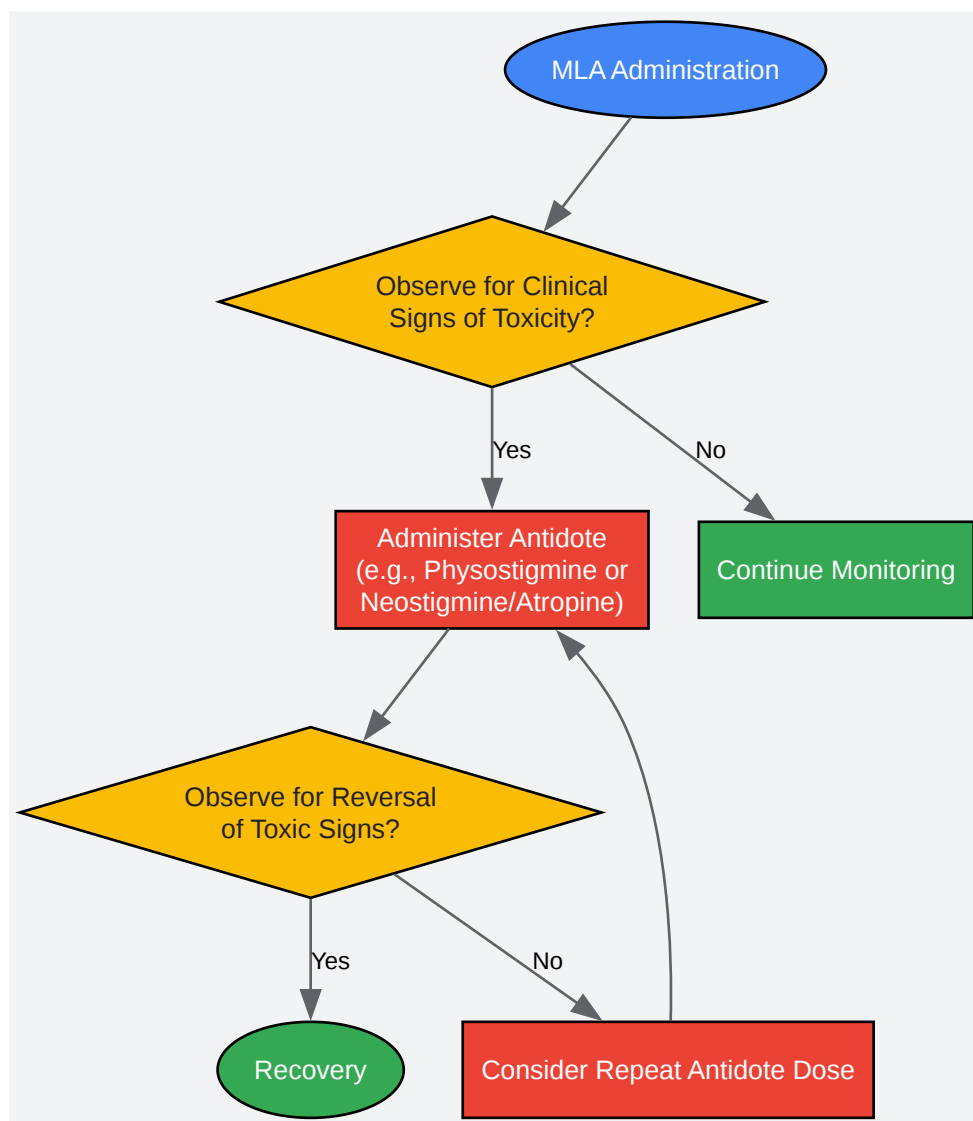 MLA Administration
Observe for Clinical
Signs of Toxicity?
Yes
No
Administer Antidote
(e.g., Physostigmine or
Neostigmine/Atropine)
Continue Monitoring
Observe for Reversal
of Toxic Signs?
Yes
No
Recovery
Consider Repeat Antidote Dose